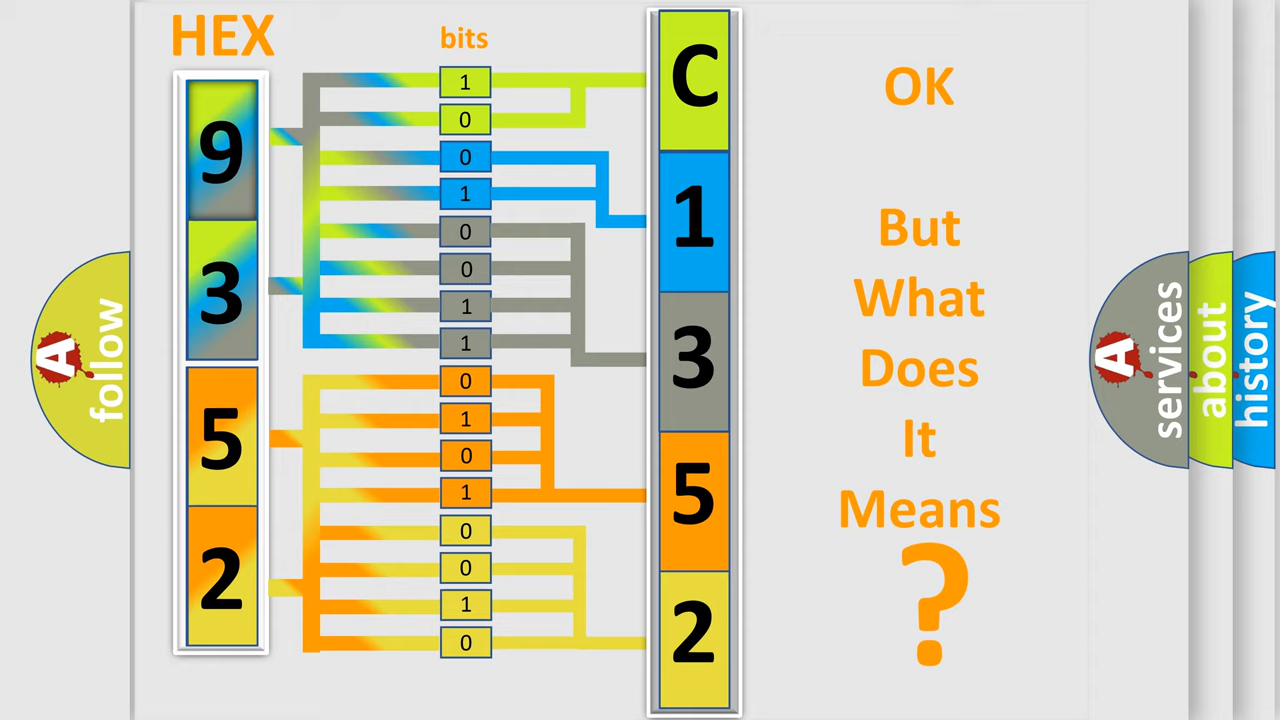 HEX
bits
9
3
5
2
1
0
0
1
0
0
1
1
0
1
0
1
0
0
1
0
C
1
3
5
2
OK
But
What
Does
It
Means
?
A
follow
A
services
about
history